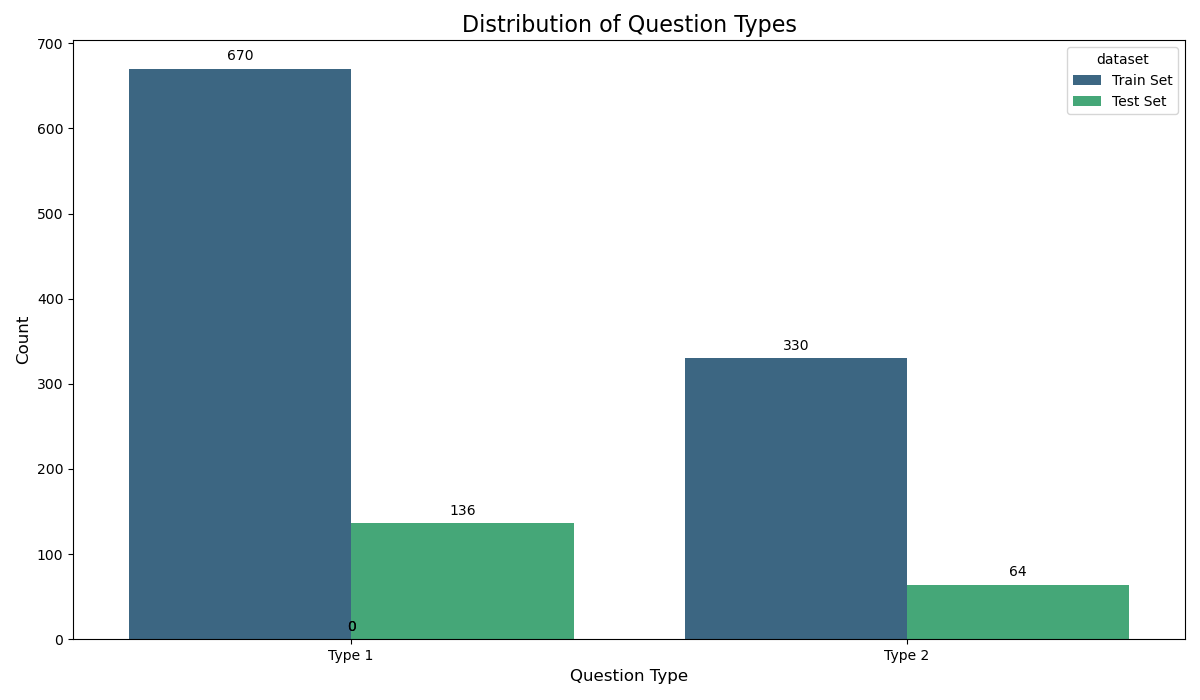 Distribution of Question Types
dataset
Train Set
Test Set
Count
700
600
500
400
300
200
100
0
670
136
0
330
64
Type 1
Type 2
Question Type